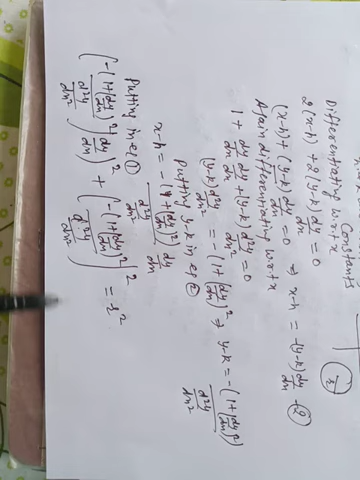 Constants
Differentiating w.r.t x
2(x-h) + 2(y-k) dy/dx = 0
(x-h) + (y-k) dy/dx = 0 ⇒ x-h = -(y-k) dy/dx -②
Again differentiating w.r.t x
1 + dy/dx dy/dx + (y-k) d²y/dx² = 0
(y-k) d²y/dx² = -(1+(dy/dx)²) ⇒ y-k = -(1+(dy/dx)²) / d²y/dx²
Putting y-k in eq ②
x-h = -(1+(dy/dx)²) / d²y/dx² dy/dx
Putting in eq ①
(-(1+(dy/dx)²) / d²y/dx² dy/dx)² + (-(1+(dy/dx)²) / d²y/dx²)² = r²